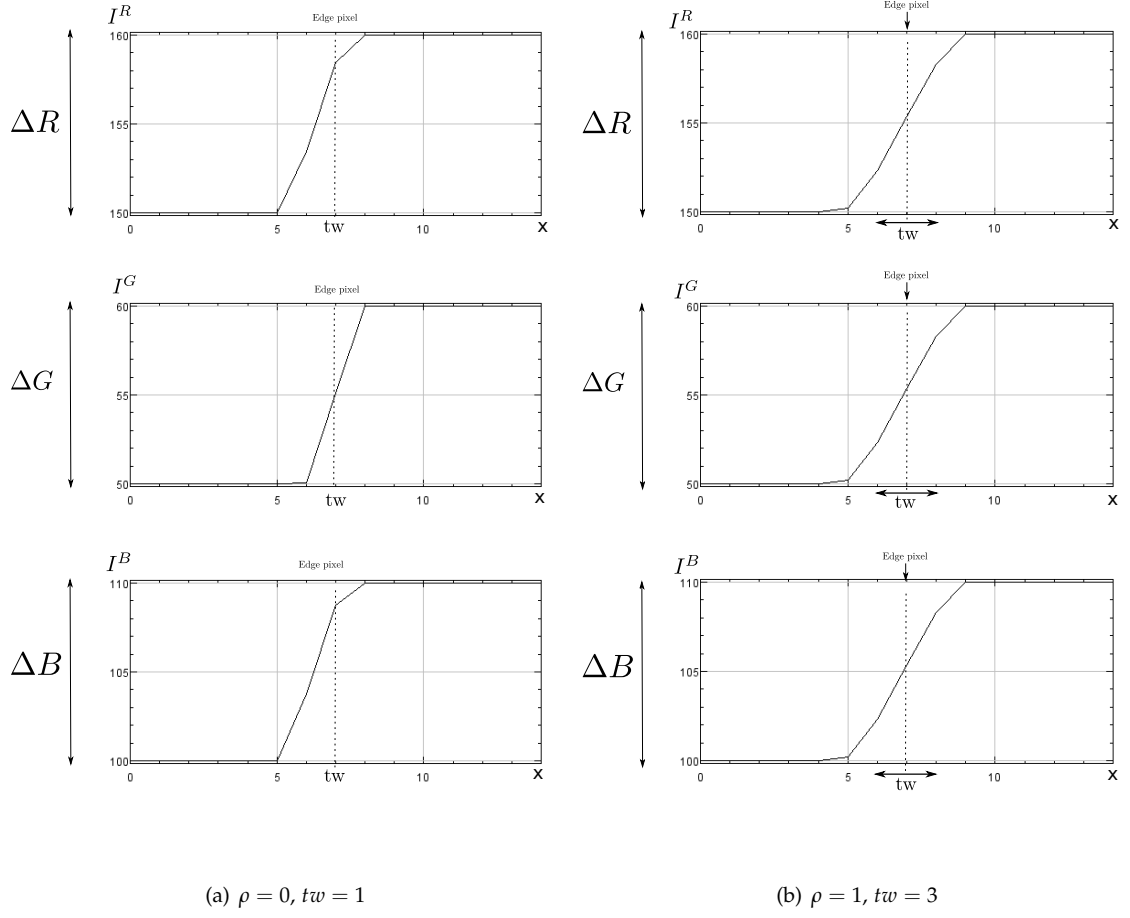 I^R
Edge pixel
160
155
150
ΔR
0
5
tw
10
x
I^G
Edge pixel
60
55
50
ΔG
0
5
tw
10
x
I^B
Edge pixel
110
105
100
ΔB
0
5
tw
10
x
(a) ρ = 0, tw = 1
I^R
Edge pixel
160
155
150
ΔR
0
5
tw
10
x
I^G
Edge pixel
60
55
50
ΔG
0
5
tw
10
x
I^B
Edge pixel
110
105
100
ΔB
0
5
tw
10
x
(b) ρ = 1, tw = 3